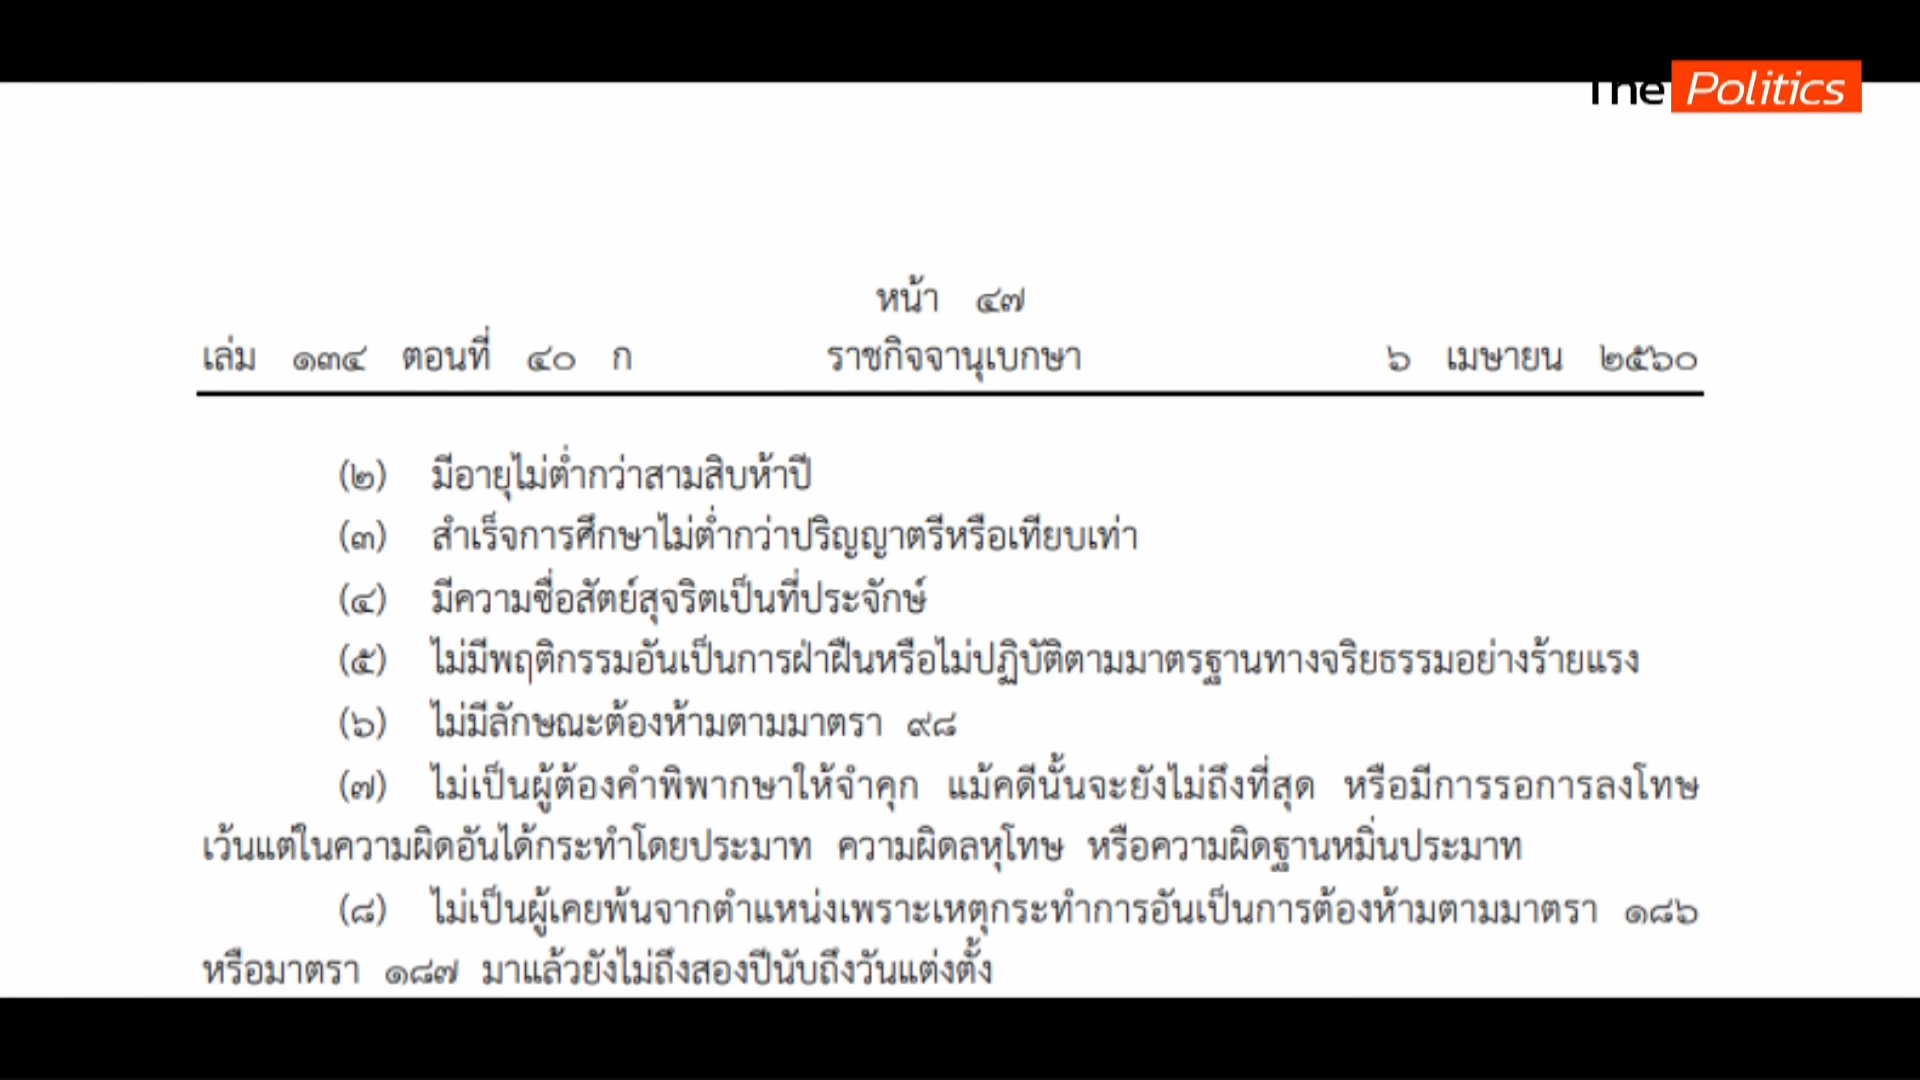 The Politics
หน้า ๔๗
เล่ม ๑๓๔ ตอนที่ ๔๐ ก ราชกิจจานุเบกษา ๖ เมษายน ๒๕๖๐
(๒) มีอายุไม่ต่ำกว่าสามสิบห้าปี
(๓) สำเร็จการศึกษาไม่ต่ำกว่าปริญญาตรีหรือเทียบเท่า
(๔) มีความซื่อสัตย์สุจริตเป็นที่ประจักษ์
(๕) ไม่มีพฤติกรรมอันเป็นการฝ่าฝืนหรือไม่ปฏิบัติตามมาตรฐานทางจริยธรรมอย่างร้ายแรง
(๖) ไม่มีลักษณะต้องห้ามตามมาตรา ๙๘
(๗) ไม่เป็นผู้ต้องคำพิพากษาให้จำคุก แม้คดีนั้นจะยังไม่ถึงที่สุด หรือมีการรอการลงโทษ
เว้นแต่ในความผิดอันได้กระทำโดยประมาท ความผิดลหุโทษ หรือความผิดฐานหมิ่นประมาท
(๘) ไม่เป็นผู้เคยพ้นจากตำแหน่งเพราะเหตุกระทำการอันเป็นการต้องห้ามตามมาตรา ๑๘๖
หรือมาตรา ๑๘๗ มาแล้วยังไม่ถึงสองปีนับถึงวันแต่งตั้ง